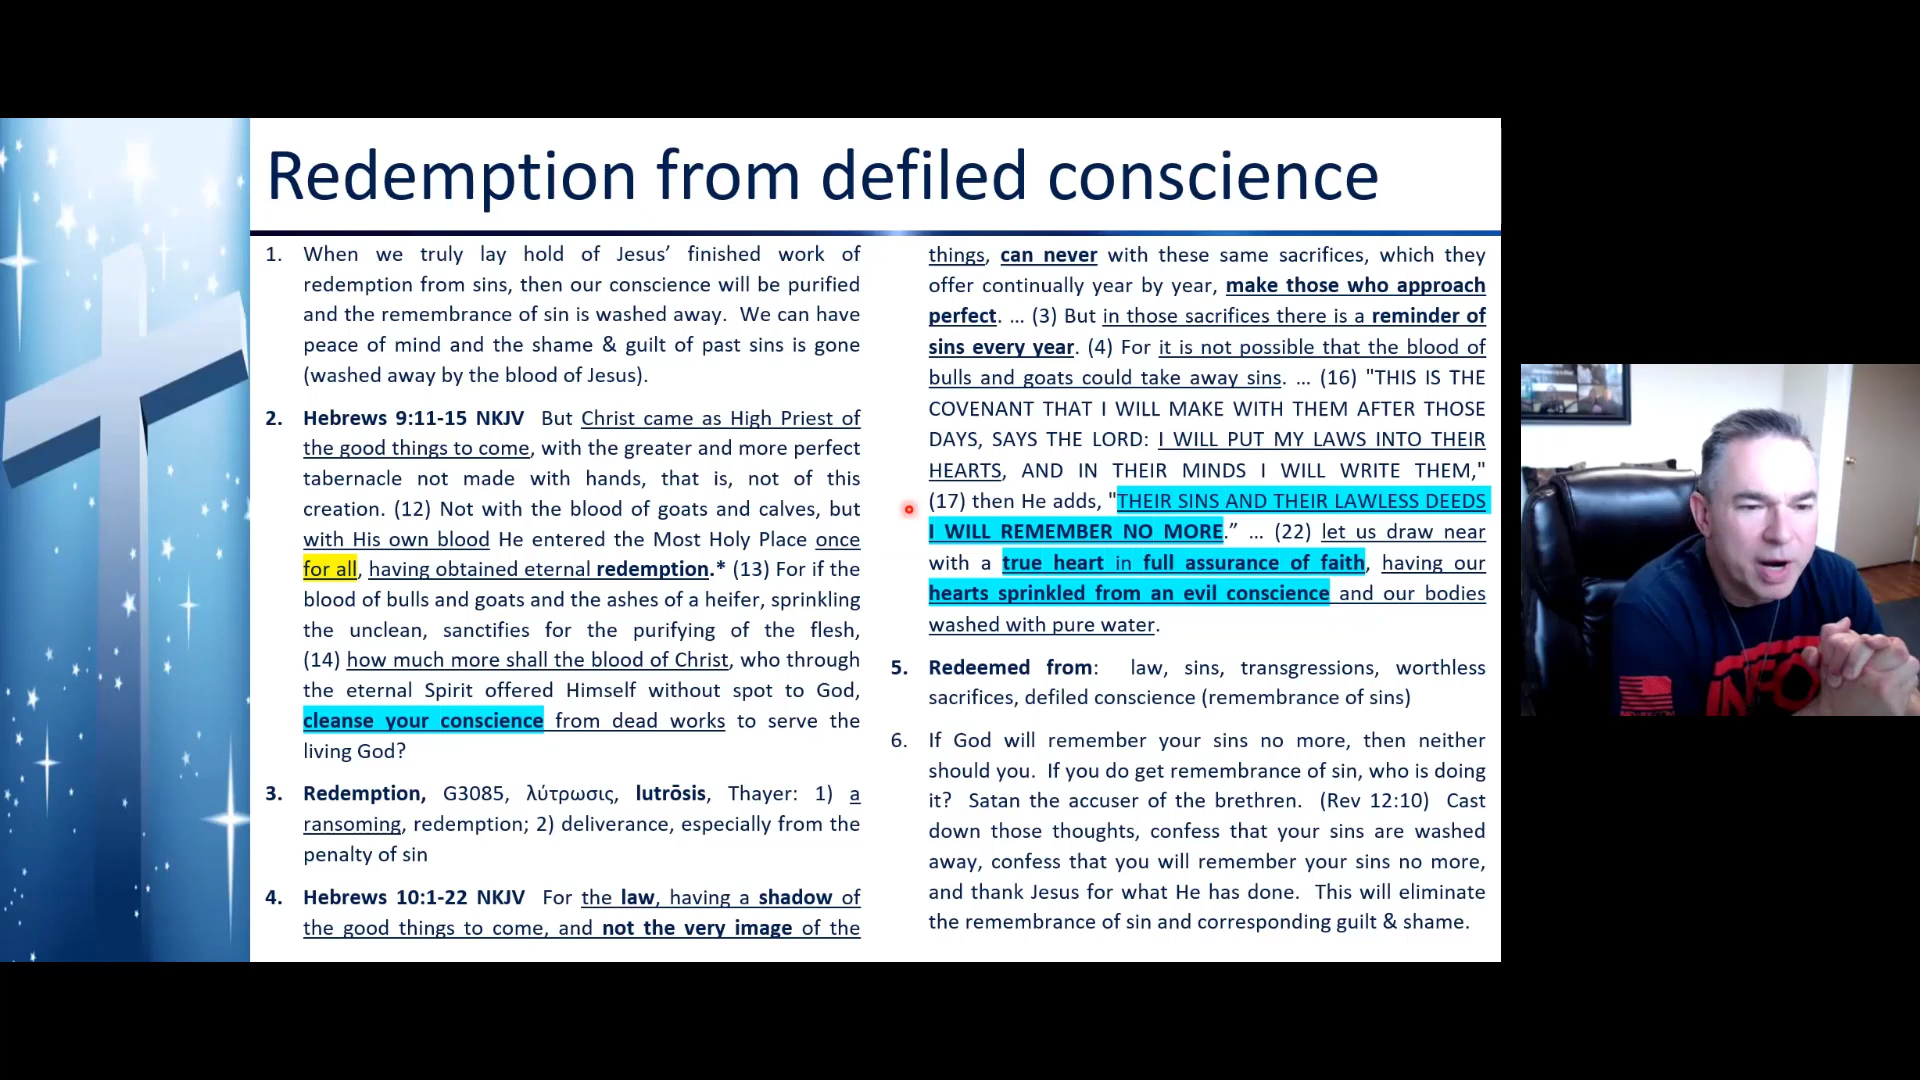 Redemption from defiled conscience
1. When we truly lay hold of Jesus’ finished work of
redemption from sins, then our conscience will be purified
and the remembrance of sin is washed away. We can have
peace of mind and the shame & guilt of past sins is gone
(washed away by the blood of Jesus).
2. Hebrews 9:11-15 NKJV But Christ came as High Priest of
the good things to come, with the greater and more perfect
tabernacle not made with hands, that is, not of this
creation. (12) Not with the blood of goats and calves, but
with His own blood He entered the Most Holy Place once
for all, having obtained eternal redemption.* (13) For if the
blood of bulls and goats and the ashes of a heifer, sprinkling
the unclean, sanctifies for the purifying of the flesh,
(14) how much more shall the blood of Christ, who through
the eternal Spirit offered Himself without spot to God,
cleanse your conscience from dead works to serve the
living God?
3. Redemption, G3085, λύτρωσις, lutrōsis, Thayer: 1) a
ransoming, redemption; 2) deliverance, especially from the
penalty of sin
4. Hebrews 10:1-22 NKJV For the law, having a shadow of
the good things to come, and not the very image of the
things, can never with these same sacrifices, which they
offer continually year by year, make those who approach
perfect. ... (3) But in those sacrifices there is a reminder of
sins every year. (4) For it is not possible that the blood of
bulls and goats could take away sins. ... (16) "THIS IS THE
COVENANT THAT I WILL MAKE WITH THEM AFTER THOSE
DAYS, SAYS THE LORD: I WILL PUT MY LAWS INTO THEIR
HEARTS, AND IN THEIR MINDS I WILL WRITE THEM,"
(17) then He adds, "THEIR SINS AND THEIR LAWLESS DEEDS
I WILL REMEMBER NO MORE.” ... (22) let us draw near
with a true heart in full assurance of faith, having our
hearts sprinkled from an evil conscience and our bodies
washed with pure water.
5. Redeemed from: law, sins, transgressions, worthless
sacrifices, defiled conscience (remembrance of sins)
6. If God will remember your sins no more, then neither
should you. If you do get remembrance of sin, who is doing
it? Satan the accuser of the brethren. (Rev 12:10) Cast
down those thoughts, confess that your sins are washed
away, confess that you will remember your sins no more,
and thank Jesus for what He has done. This will eliminate
the remembrance of sin and corresponding guilt & shame.